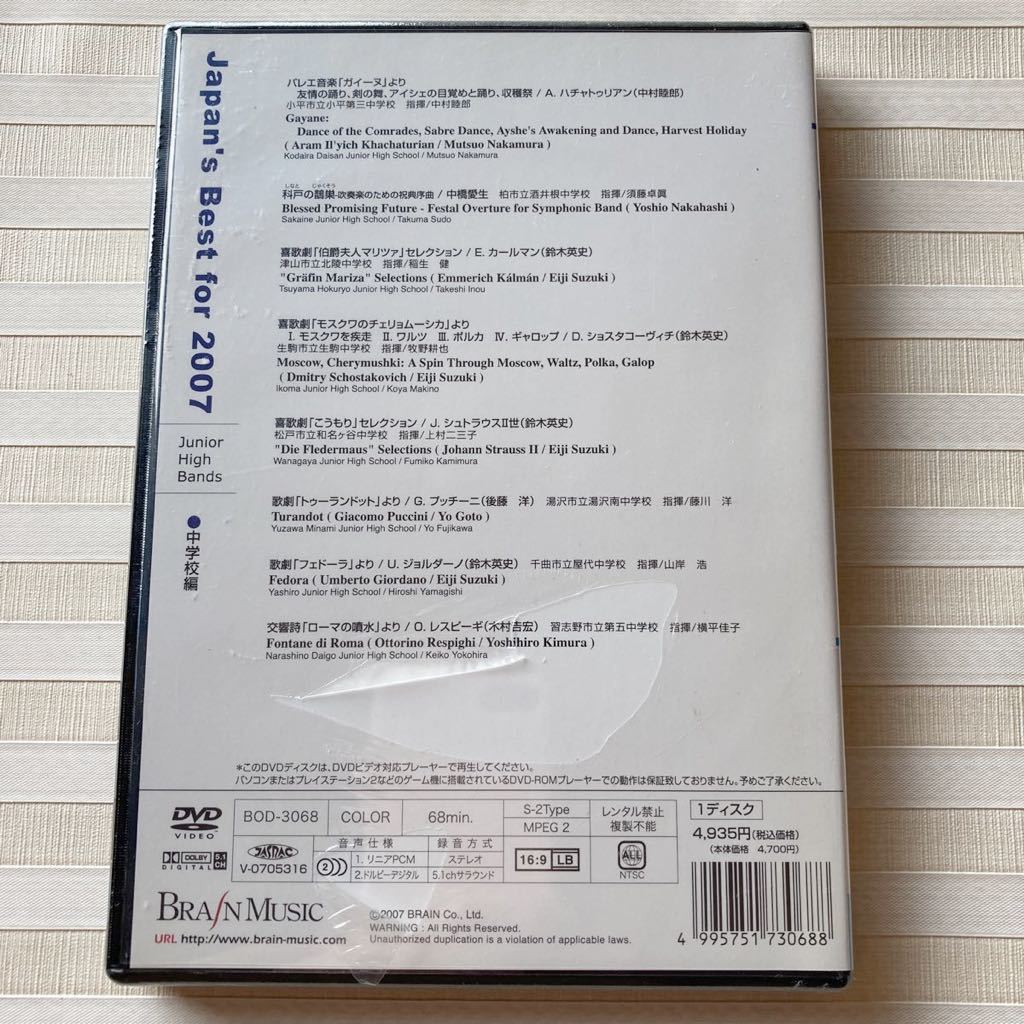 Japan's Best for 2007
Junior
High
Bands
●中学校編
バレエ音楽「ガイーヌ」より
友情の踊り、剣の舞、アイシェの目覚めと踊り、収穫祭 / A. ハチャトゥリアン（中村睦郎）
小平市立小平第三中学校　指揮/中村睦郎
Gayane:
Dance of the Comrades, Sabre Dance, Ayshe's Awakening and Dance, Harvest Holiday
( Aram Il'yich Khachaturian / Mutsuo Nakamura )
Kodaira Daisan Junior High School / Mutsuo Nakamura
しなと　じゃくそう
科戸の鵲巣-吹奏楽のための祝典序曲 / 中橋愛生　柏市立酒井根中学校　指揮/須藤卓眞
Blessed Promising Future - Festal Overture for Symphonic Band ( Yoshio Nakahashi )
Sakaine Junior High School / Takuma Sudo
喜歌劇「伯爵夫人マリツァ」セレクション / E. カールマン（鈴木英史）
津山市立北陵中学校　指揮/稲生　健
"Gräfin Mariza" Selections ( Emmerich Kálmán / Eiji Suzuki )
Tsuyama Hokuryo Junior High School / Takeshi Inou
喜歌劇「モスクワのチェリョムーシカ」より
Ⅰ. モスクワを疾走　Ⅱ. ワルツ　Ⅲ. ポルカ　Ⅳ. ギャロップ / D. ショスタコーヴィチ（鈴木英史）
生駒市立生駒中学校　指揮/牧野耕也
Moscow, Cherymushki: A Spin Through Moscow, Waltz, Polka, Galop
( Dmitry Schostakovich / Eiji Suzuki )
Ikoma Junior High School / Koya Makino
喜歌劇「こうもり」セレクション / J. シュトラウスⅡ世（鈴木英史）
松戸市立和名ヶ谷中学校　指揮/上村二三子
"Die Fledermaus" Selections ( Johann Strauss II / Eiji Suzuki )
Wanagaya Junior High School / Fumiko Kamimura
歌劇「トゥーランドット」より / G. プッチーニ（後藤　洋）　湯沢市立湯沢南中学校　指揮/藤川　洋
Turandot ( Giacomo Puccini / Yo Goto )
Yuzawa Minami Junior High School / Yo Fujikawa
歌劇「フェドーラ」より / U. ジョルダーノ（鈴木英史）　千曲市立屋代中学校　指揮/山岸　浩
Fedora ( Umberto Giordano / Eiji Suzuki )
Yashiro Junior High School / Hiroshi Yamagishi
交響詩「ローマの噴水」より / O. レスピーギ（木村吉宏）　習志野市立第五中学校　指揮/横平佳子
Fontane di Roma ( Ottorino Respighi / Yoshihiro Kimura )
Narashino Daigo Junior High School / Keiko Yokohira
*このDVDディスクは、DVDビデオ対応プレーヤーで再生してください。
パソコンまたはプレイステーション2などのゲーム機に搭載されているDVD-ROMプレーヤーでの動作は保証致しておりません。予めご了承ください。
DVD
VIDEO
BOD-3068
COLOR
68min.
S-2Type
MPEG 2
レンタル禁止
複製不能
1ディスク
4,935円（税込価格）
（本体価格　4,700円）
DOLBY
DIGITAL
5.1
CH
JASRAC
V-0705316
音声仕様
録音方式
2
1. リニアPCM
ステレオ
2.ドルビーデジタル
5.1chサラウンド
16:9 LB
ALL
NTSC
BRAIN MUSIC
URL http://www.brain-music.com
©2007 BRAIN Co., Ltd.
WARNING : All Rights Reserved.
Unauthorized duplication is a violation of applicable laws.
4 995751 730688